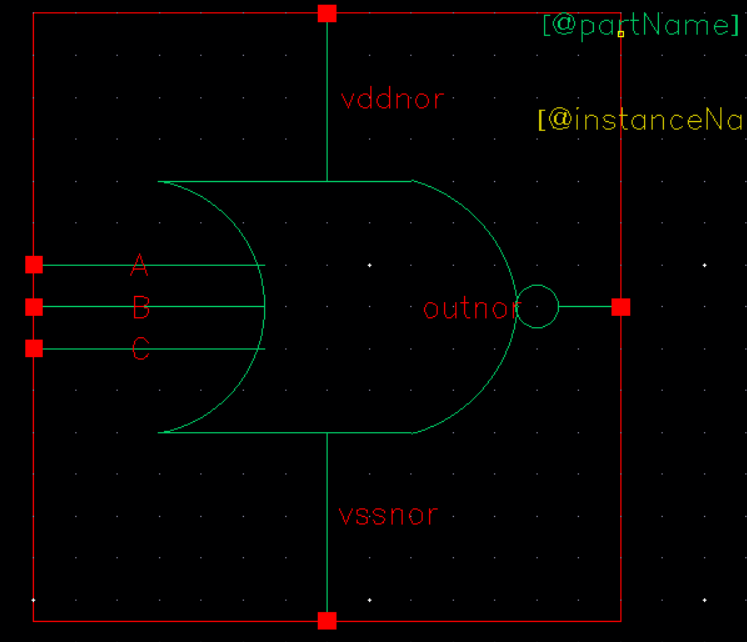 [@partName]
vddnor
[@instanceNa
A
B
outnor
C
vssnor